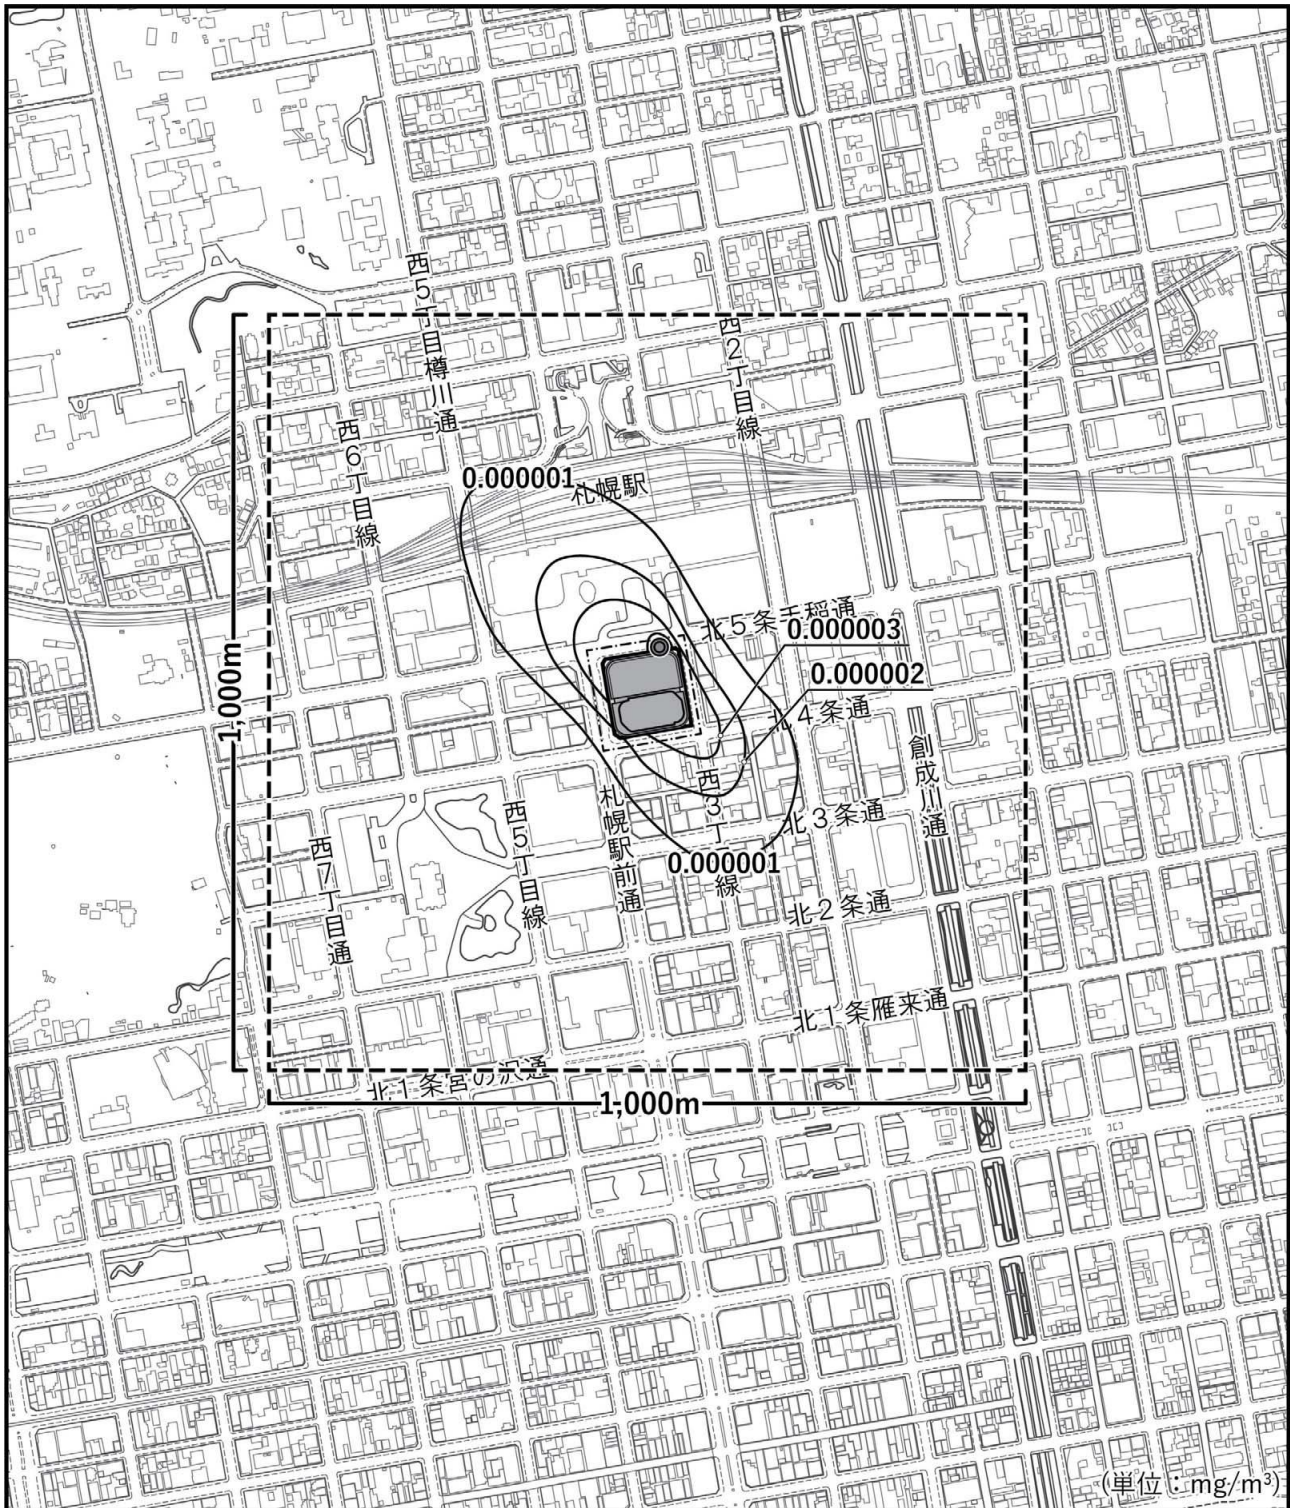 西5丁目樽川通
西2丁目線
西6丁目線
0.000001
札幌駅
北5条手稲通
0.000003
0.000002
北4条通
1,000m
創成川通
西3丁目線
札幌駅前通
西5丁目線
北3条通
西7丁目通
0.000001
北2条通
北1条雁来通
北1条宮の沢通
1,000m
(単位：mg/m³)